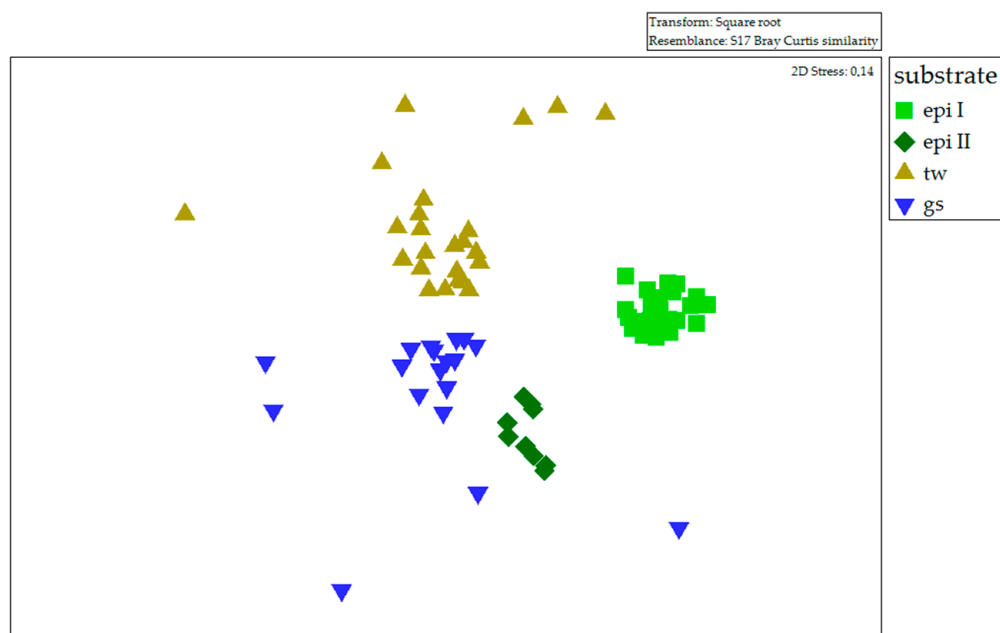 Transform: Square root
Resemblance: S17 Bray Curtis similarity
2D Stress: 0,14
substrate
epi I
epi II
tw
gs